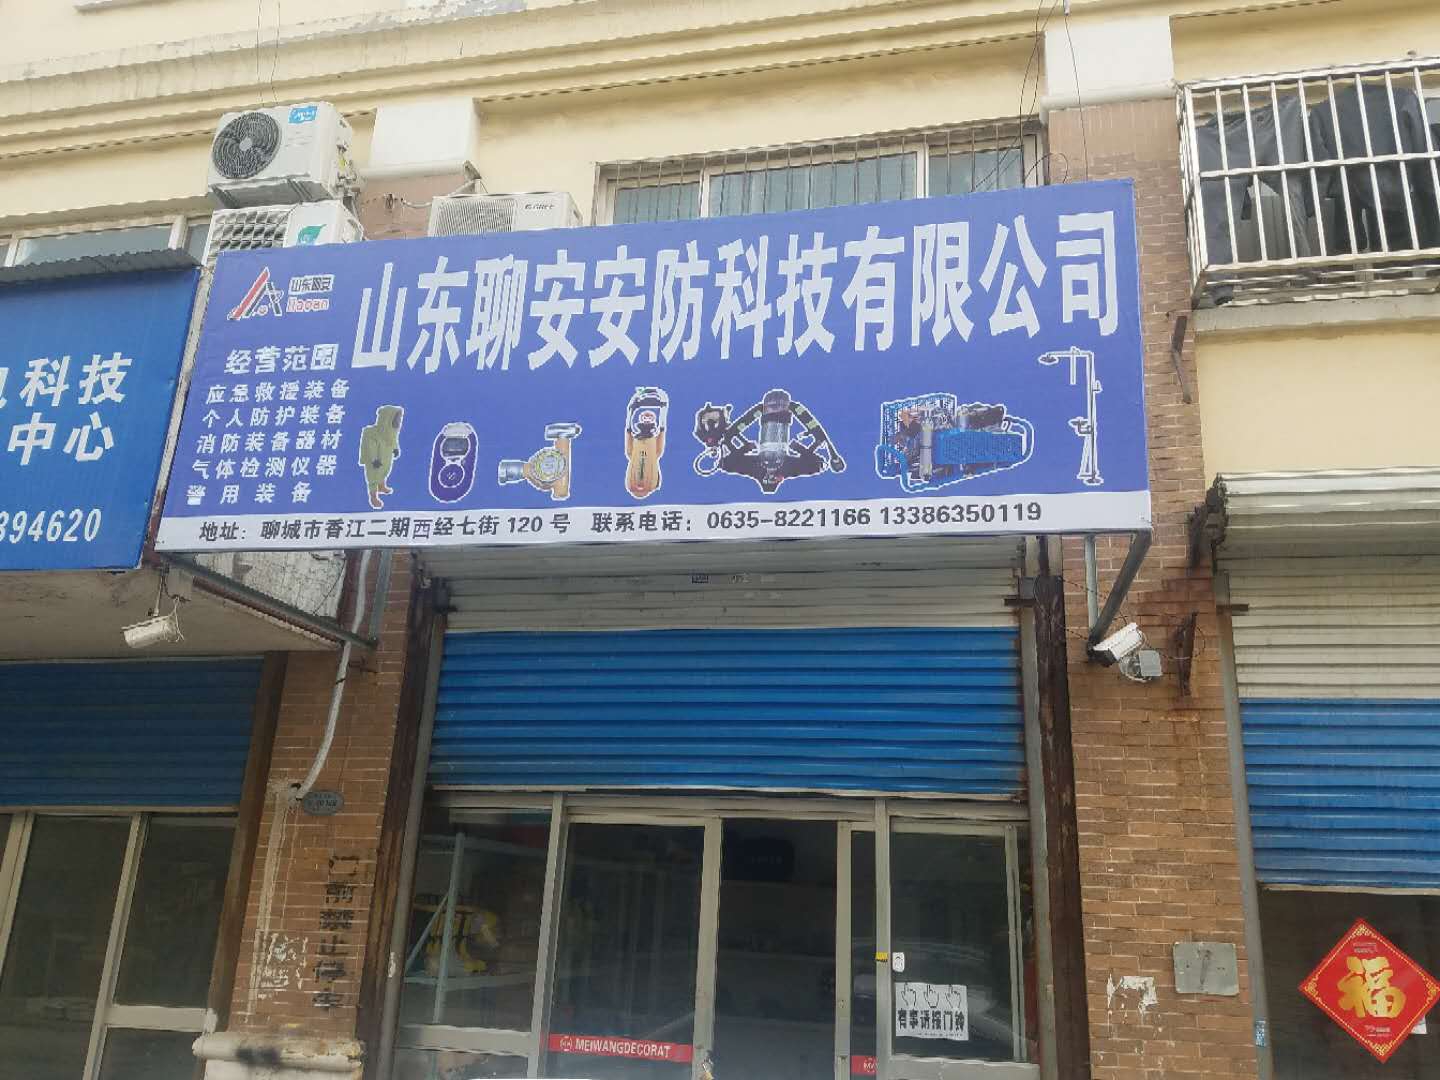 山东聊安
liaoan
山东聊安安防科技有限公司
经营范围
应急救援装备
个人防护装备
消防装备器材
气体检测仪器
警用装备
地址：聊城市香江二期西经七街120号 联系电话：0635-8221166 13386350119
科技
中心
394620
GREE
门前禁止停车
有事请按门铃
MEIWANGDECORAT
福